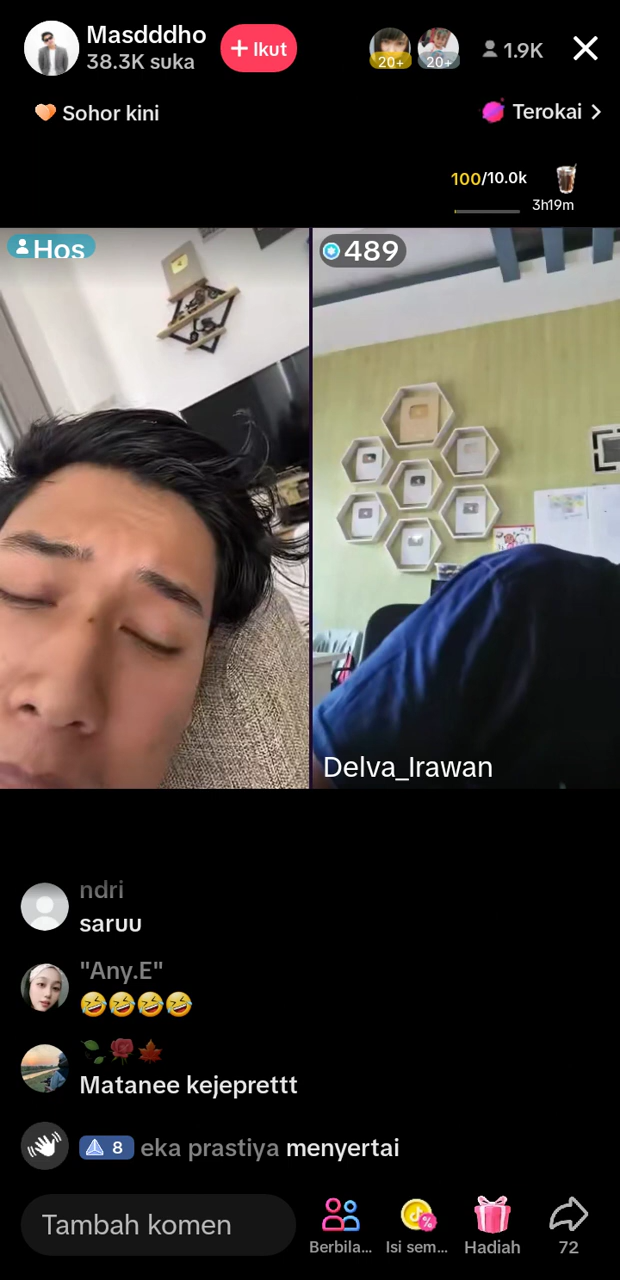 Masdddho
38.3K suka
+ Ikut
20+
20+
1.9K
Sohor kini
Terokai >
100/10.0k
3h19m
Hos
489
Delva_Irawan
ndri
saruu
"Any.E"
🤣🤣🤣🤣
🌿🌹🍁
Matanee kejeprettt
8 eka prastiya menyertai
Tambah komen
Berbila...
Isi sem...
Hadiah
72